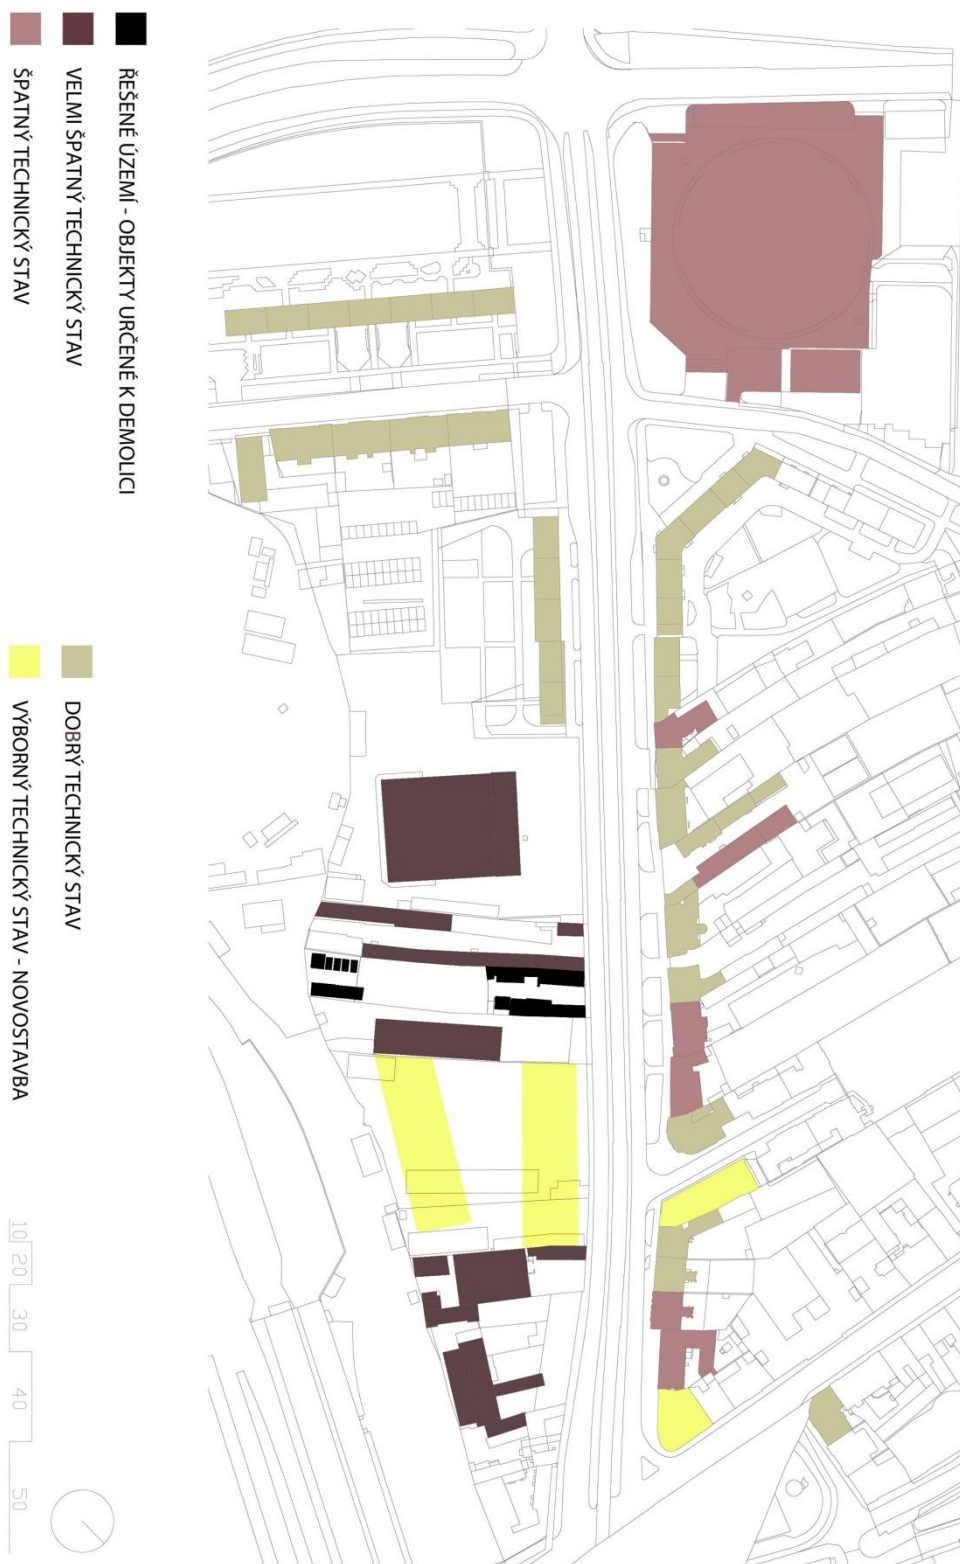 ŘEŠENÉ ÚZEMÍ - OBJEKTY URČENÉ K DEMOLICI
VELMI ŠPATNÝ TECHNICKÝ STAV
ŠPATNÝ TECHNICKÝ STAV
DOBRÝ TECHNICKÝ STAV
VÝBORNÝ TECHNICKÝ STAV - NOVOSTAVBA
10 20 30 40 50